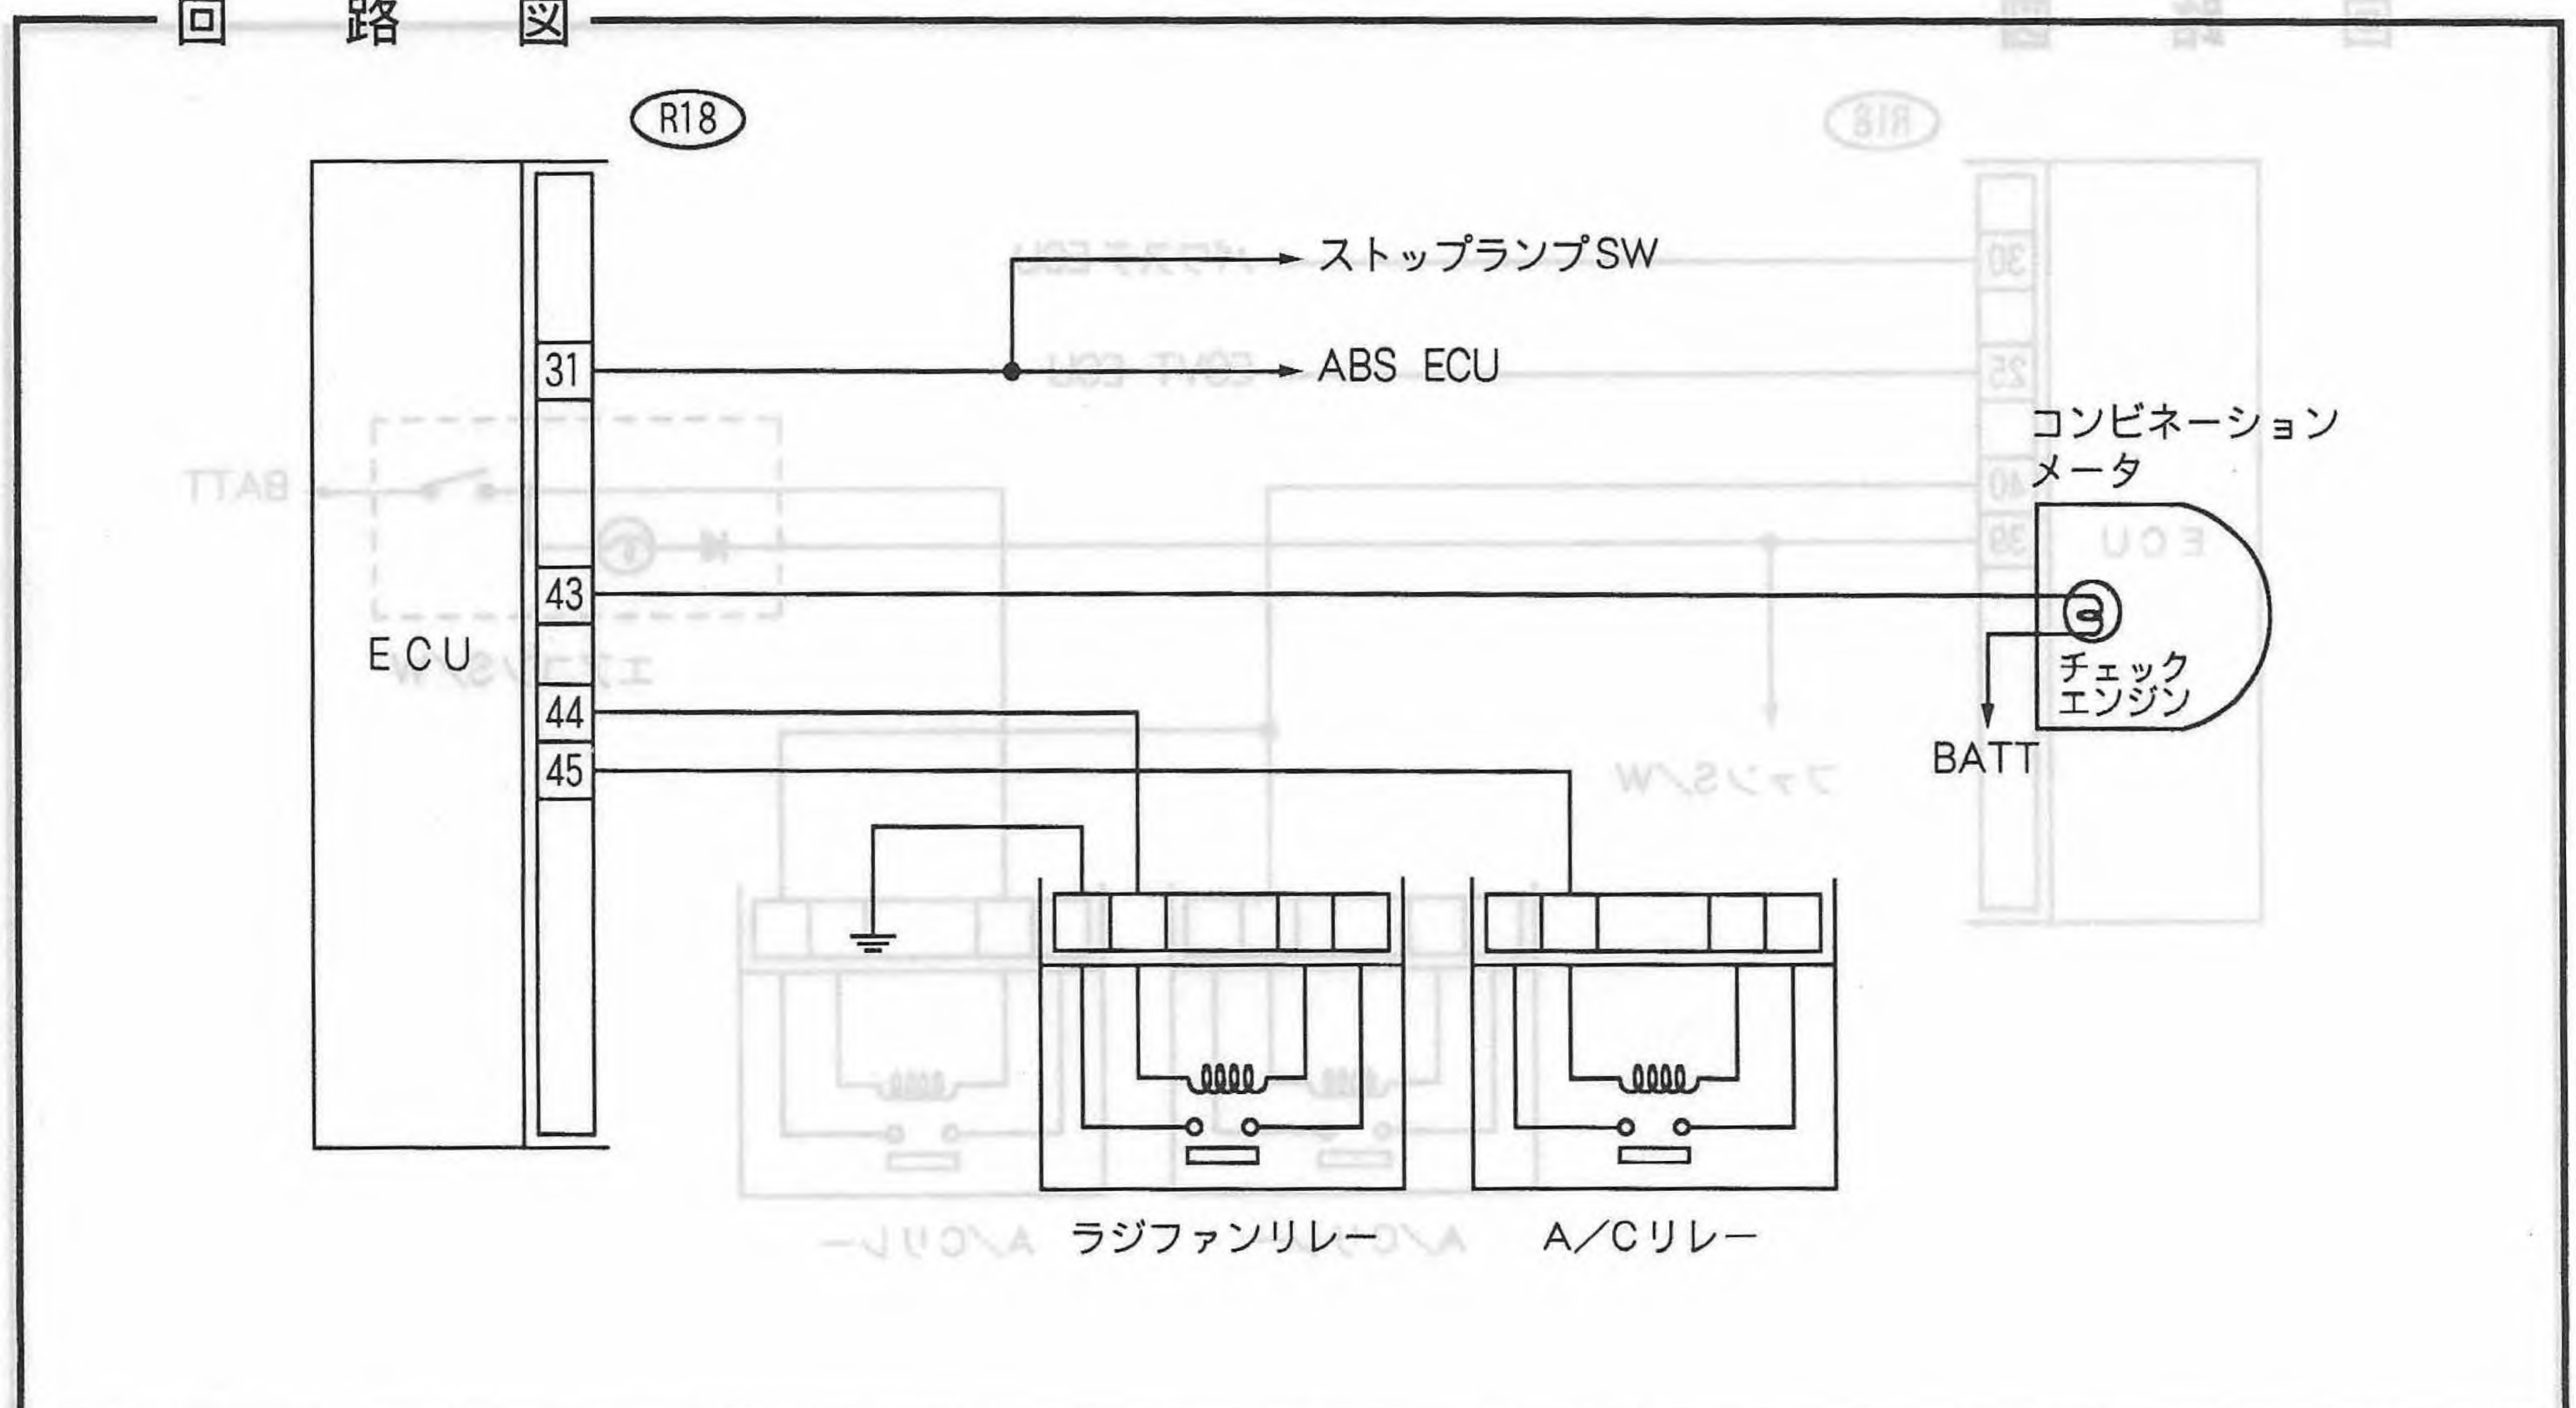 回路図
R18
ストップランプSW
31
ABS ECU
コンビネーション
メータ
43
ECU
チェック
エンジン
44
BATT
45
ラジファンリレー
A/Cリレー